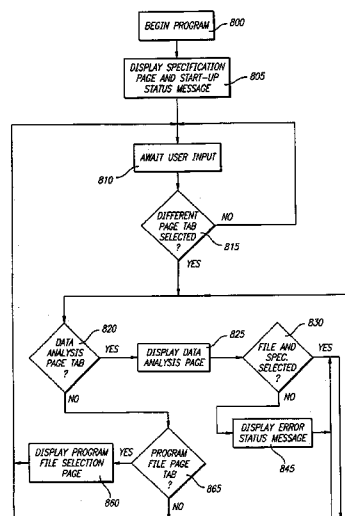 BEGIN PROGRAM
800
DISPLAY SPECIFICATION
PAGE AND START-UP
STATUS MESSAGE
805
AWAIT USER INPUT
810
DIFFERENT
PAGE TAB
SELECTED
?
NO
815
YES
DATA
ANALYSIS
PAGE TAB
?
820
YES
NO
825
DISPLAY DATA
ANALYSIS PAGE
830
FILE AND
SPEC.
SELECTED
?
YES
NO
DISPLAY ERROR
STATUS MESSAGE
845
DISPLAY PROGRAM
FILE SELECTION
PAGE
860
YES
PROGRAM
FILE PAGE
TAB
?
865
NO